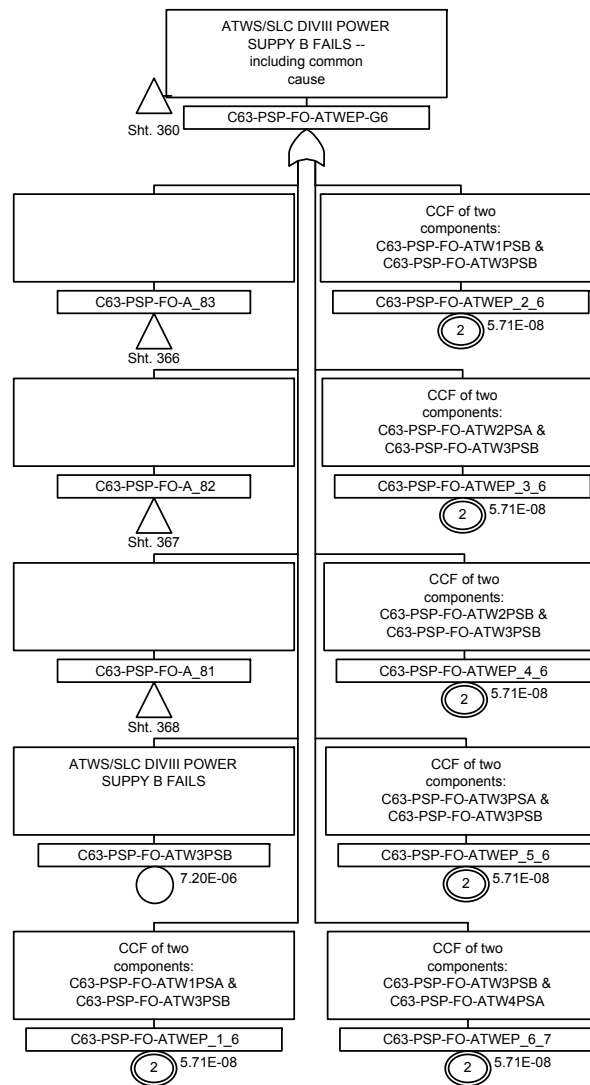 ATWS/SLC DIVIII POWER
SUPPY B FAILS --
including common
cause
Sht. 360
C63-PSP-FO-ATWEP-G6
C63-PSP-FO-A_83
Sht. 366
CCF of two
components:
C63-PSP-FO-ATW1PSB &
C63-PSP-FO-ATW3PSB
C63-PSP-FO-ATWEP_2_6
2
5.71E-08
C63-PSP-FO-A_82
Sht. 367
CCF of two
components:
C63-PSP-FO-ATW2PSA &
C63-PSP-FO-ATW3PSB
C63-PSP-FO-ATWEP_3_6
2
5.71E-08
C63-PSP-FO-A_81
Sht. 368
CCF of two
components:
C63-PSP-FO-ATW2PSB &
C63-PSP-FO-ATW3PSB
C63-PSP-FO-ATWEP_4_6
2
5.71E-08
ATWS/SLC DIVIII POWER
SUPPY B FAILS
C63-PSP-FO-ATW3PSB
7.20E-06
CCF of two
components:
C63-PSP-FO-ATW3PSA &
C63-PSP-FO-ATW3PSB
C63-PSP-FO-ATWEP_5_6
2
5.71E-08
CCF of two
components:
C63-PSP-FO-ATW1PSA &
C63-PSP-FO-ATW3PSB
C63-PSP-FO-ATWEP_1_6
2
5.71E-08
CCF of two
components:
C63-PSP-FO-ATW3PSB &
C63-PSP-FO-ATW4PSA
C63-PSP-FO-ATWEP_6_7
2
5.71E-08